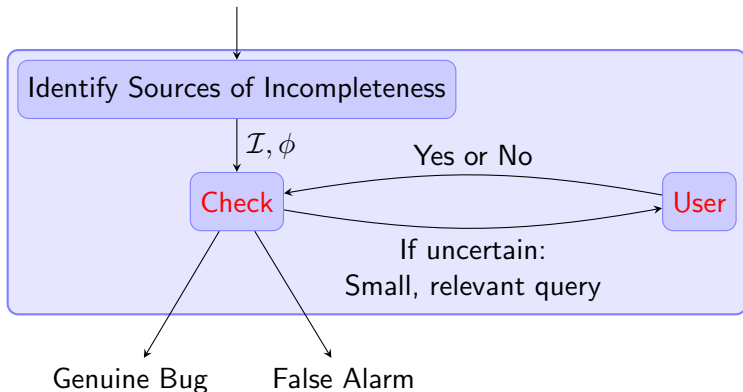 Identify Sources of Incompleteness
ℐ, ϕ
Yes or No
Check
User
If uncertain:
Small, relevant query
Genuine Bug
False Alarm